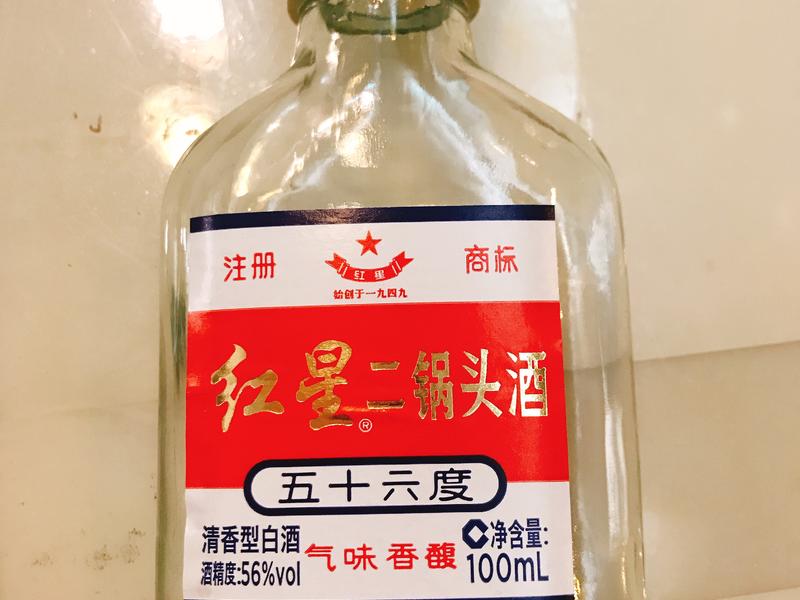 注册 红星 商标
始创于一九四九
红星®二锅头酒
五十六度
清香型白酒 气味香馥 净含量:
酒精度:56%vol 100mL